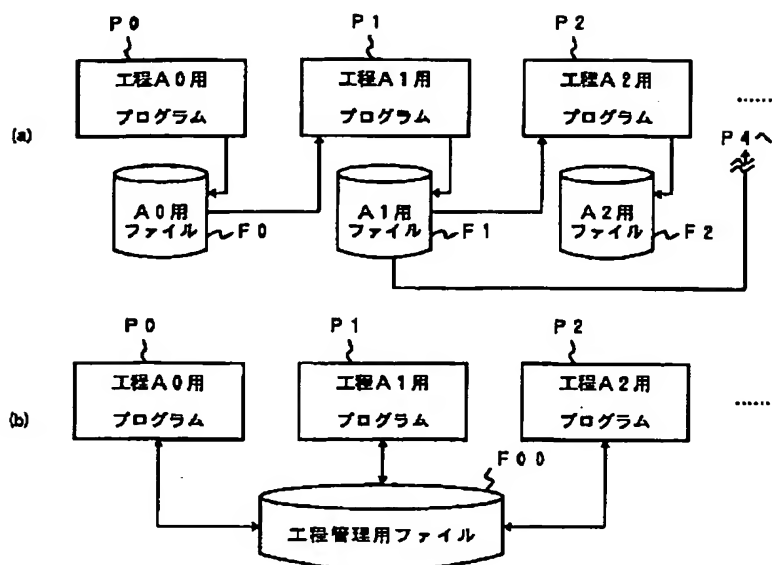 P0
P1
P2
工程A0用
プログラム
工程A1用
プログラム
工程A2用
プログラム
……
(a)
P4へ
A0用
ファイル
F0
A1用
ファイル
F1
A2用
ファイル
F2
P0
P1
P2
工程A0用
プログラム
工程A1用
プログラム
工程A2用
プログラム
……
(b)
F00
工程管理用ファイル